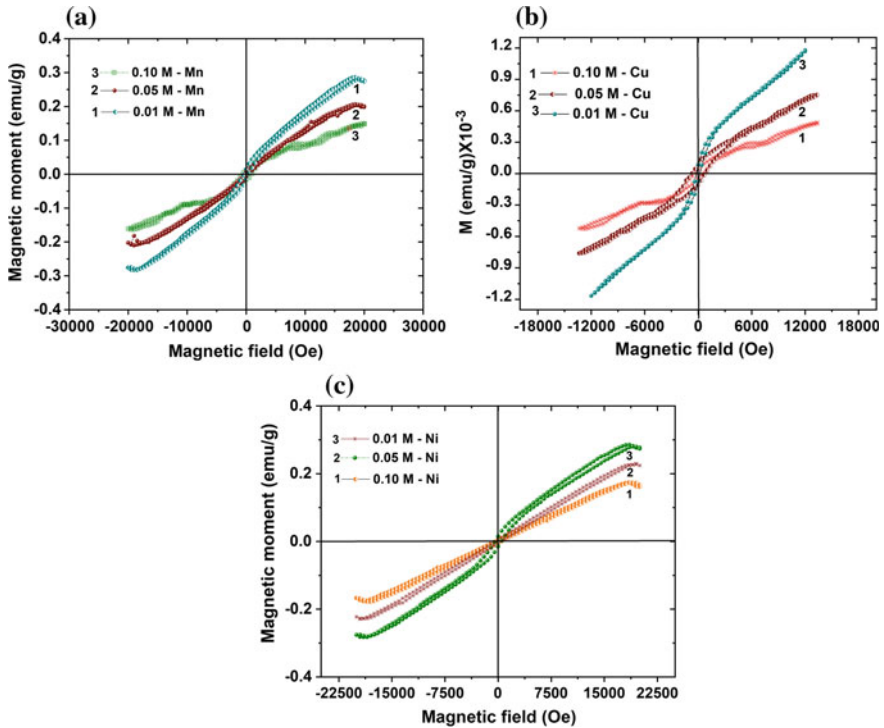 (a)
0.4
0.3
0.2
0.1
0.0
-0.1
-0.2
-0.3
-0.4
Magnetic moment (emu/g)
3 0.10 M - Mn
2 0.05 M - Mn
1 0.01 M - Mn
1
2
3
-30000 -20000 -10000 0 10000 20000 30000
Magnetic field (Oe)
(b)
1.2
0.9
0.6
0.3
0.0
-0.3
-0.6
-0.9
-1.2
M (emu/g)X10-3
1 0.10 M - Cu
2 0.05 M - Cu
3 0.01 M - Cu
3
2
1
-18000 -12000 -6000 0 6000 12000 18000
Magnetic field (Oe)
(c)
0.4
0.2
0.0
-0.2
-0.4
Magnetic moment (emu/g)
3 0.01 M - Ni
2 0.05 M - Ni
1 0.10 M - Ni
3
2
1
-22500 -15000 -7500 0 7500 15000 22500
Magnetic field (Oe)